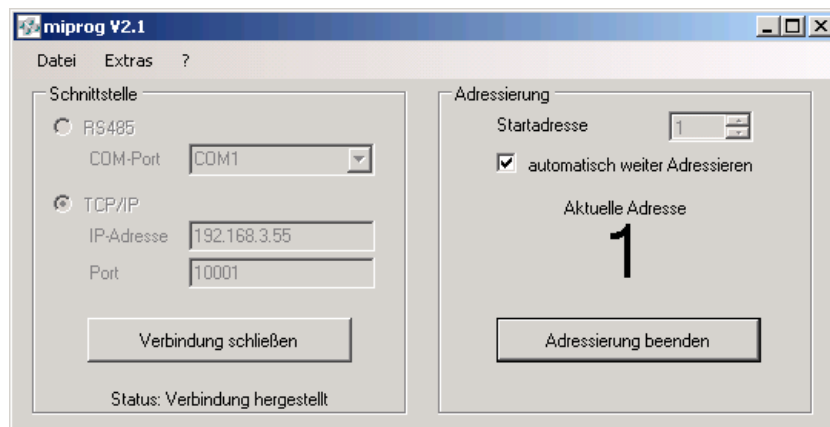 miprog V2.1
Datei Extras ?
Schnittstelle
RS485
COM-Port COM1
TCP/IP
IP-Adresse 192.168.3.55
Port 10001
Verbindung schließen
Status: Verbindung hergestellt
Adressierung
Startadresse 1
automatisch weiter Adressieren
Aktuelle Adresse
1
Adressierung beenden